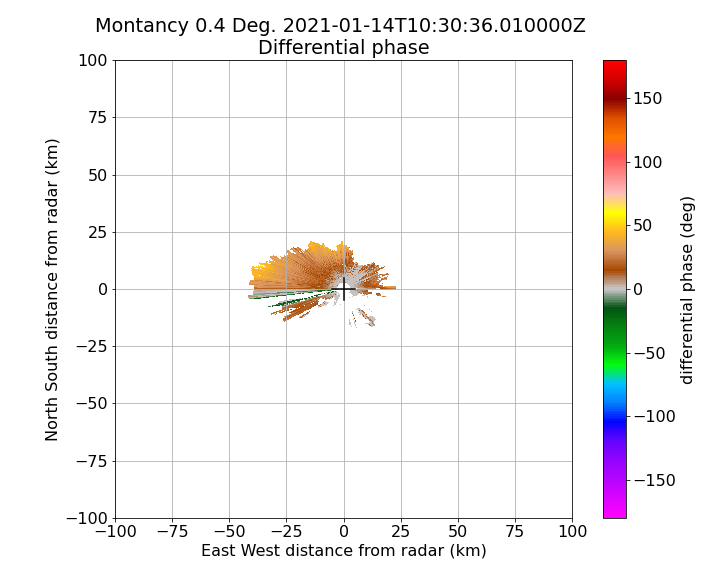 Montancy 0.4 Deg. 2021-01-14T10:30:36.010000Z
Differential phase
100
75
50
25
0
−25
−50
−75
−100
North South distance from radar (km)
−100 −75 −50 −25 0 25 50 75 100
East West distance from radar (km)
150
100
50
0
−50
−100
−150
differential phase (deg)